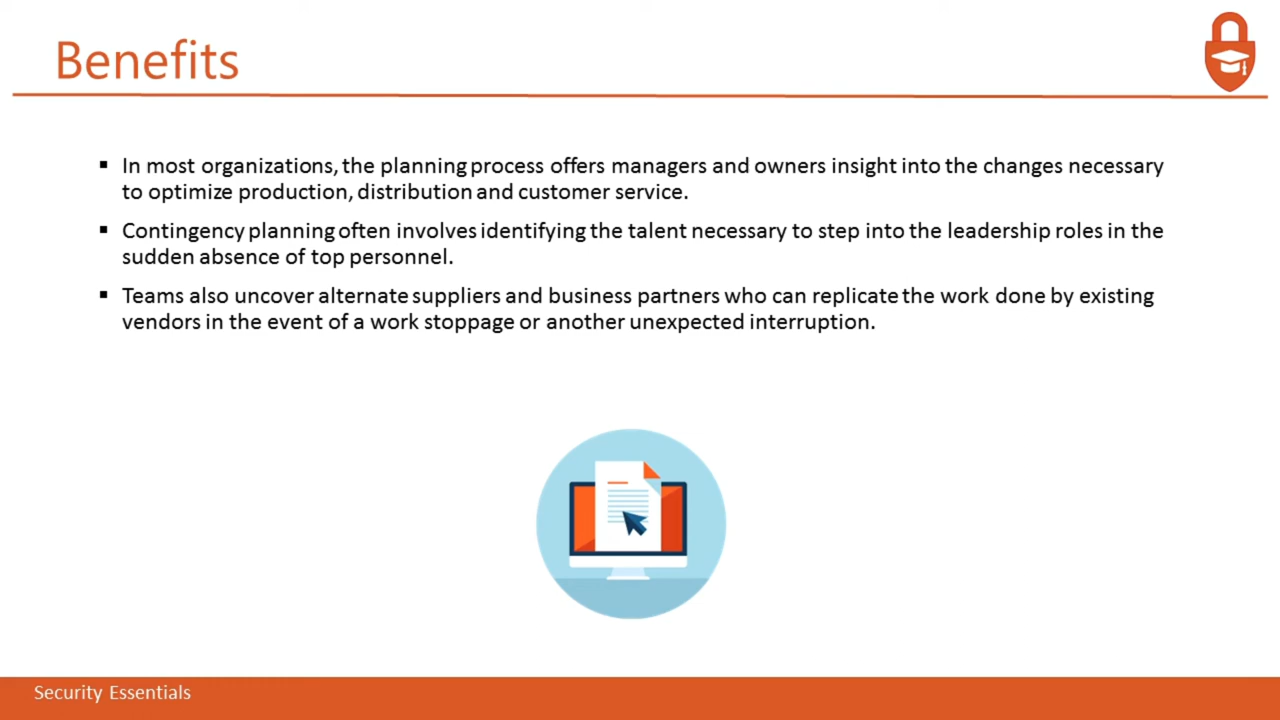 Benefits
▪ In most organizations, the planning process offers managers and owners insight into the changes necessary
to optimize production, distribution and customer service.
▪ Contingency planning often involves identifying the talent necessary to step into the leadership roles in the
sudden absence of top personnel.
▪ Teams also uncover alternate suppliers and business partners who can replicate the work done by existing
vendors in the event of a work stoppage or another unexpected interruption.
Security Essentials